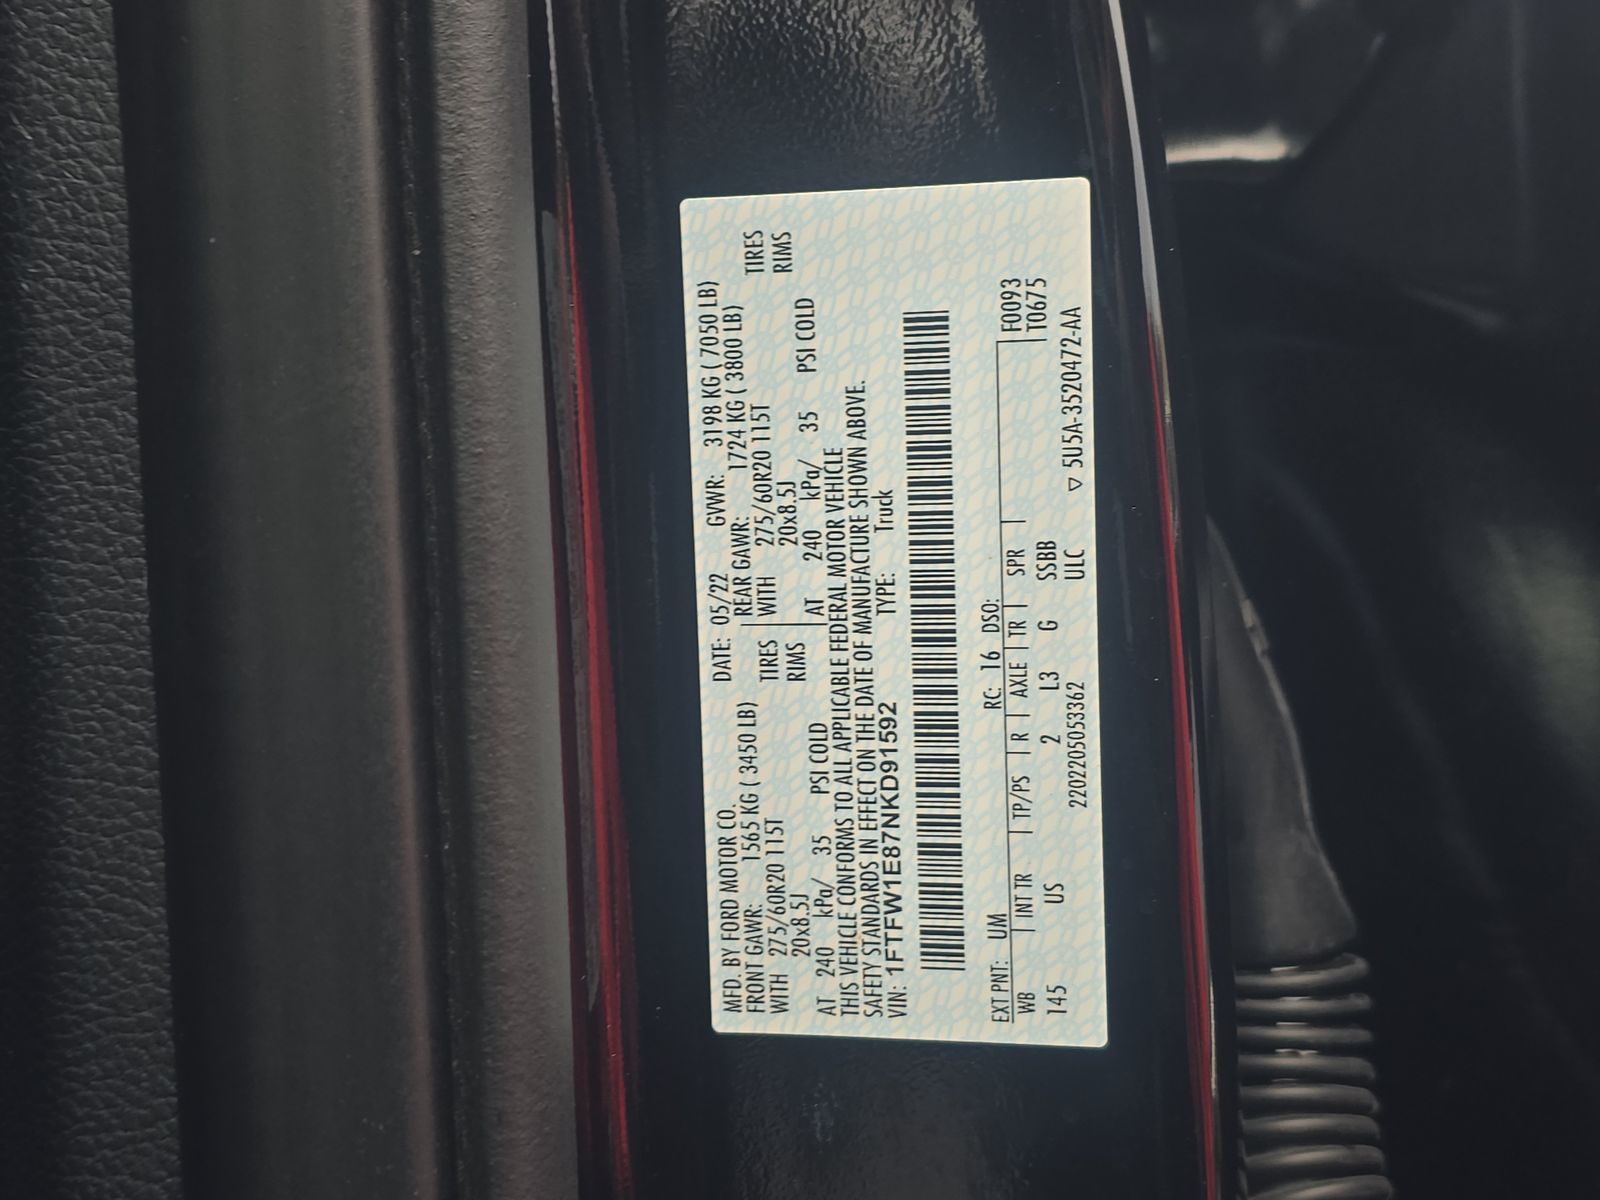 MFD. BY FORD MOTOR CO. DATE: 05/22 GVWR: 3198 KG ( 7050 LB)
FRONT GAWR: 1565 KG ( 3450 LB) REAR GAWR: 1724 KG ( 3800 LB)
WITH 275/60R20 115T TIRES WITH 275/60R20 115T TIRES
20x8.5J RIMS 20x8.5J RIMS
AT 240 kPa/ 35 PSI COLD AT 240 kPa/ 35 PSI COLD
THIS VEHICLE CONFORMS TO ALL APPLICABLE FEDERAL MOTOR VEHICLE
SAFETY STANDARDS IN EFFECT ON THE DATE OF MANUFACTURE SHOWN ABOVE.
VIN: 1FTFW1E87NKD91592 TYPE: Truck
EXT PNT: UM RC: 16 DSO:
WB INT TR TP/PS R AXLE TR SPR F0093
T0675
145 US 2 L3 G SSBB
2202205053362 ULC ▽ 5U5A-3520472-AA